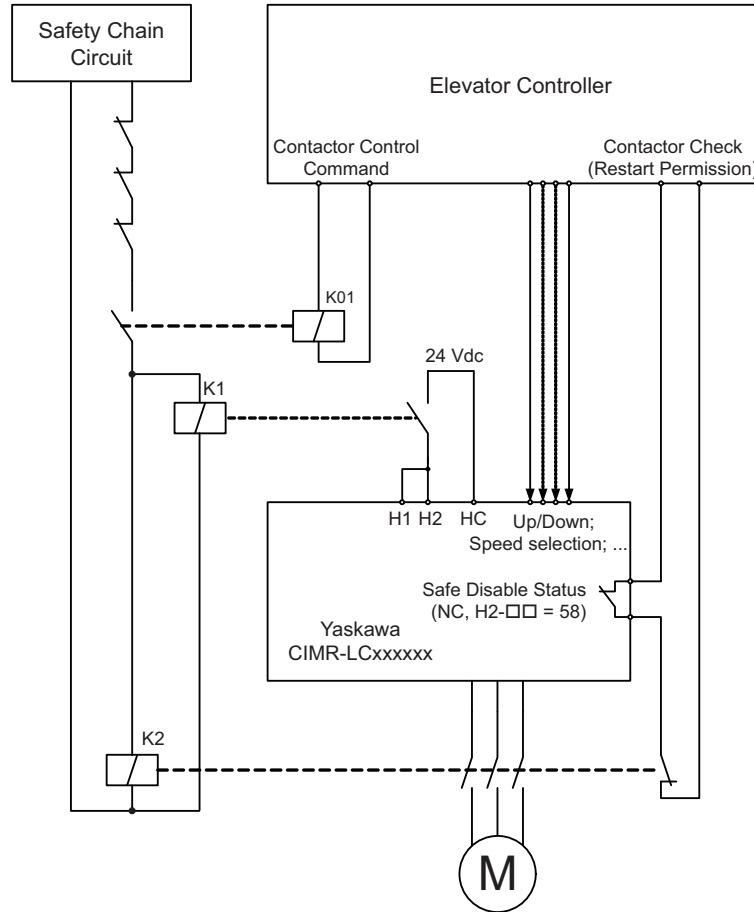 Safety Chain
Circuit
Elevator Controller
Contactor Control
Command
Contactor Check
(Restart Permission)
K01
24 Vdc
K1
H1 H2 HC
Up/Down;
Speed selection; ...
Safe Disable Status
(NC, H2-□□ = 58)
Yaskawa
CIMR-LCxxxxxx
K2
M